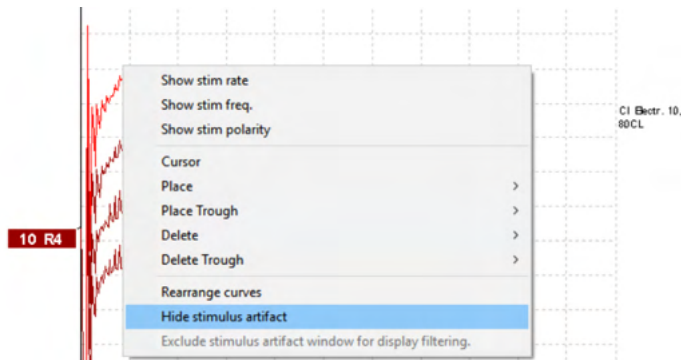 Show stim rate
Show stim freq.
Show stim polarity
Cursor
Place
Place Trough
Delete
Delete Trough
Rearrange curves
Hide stimulus artifact
Exclude stimulus artifact window for display filtering.
10 R4
CI Electr. 10,
80CL